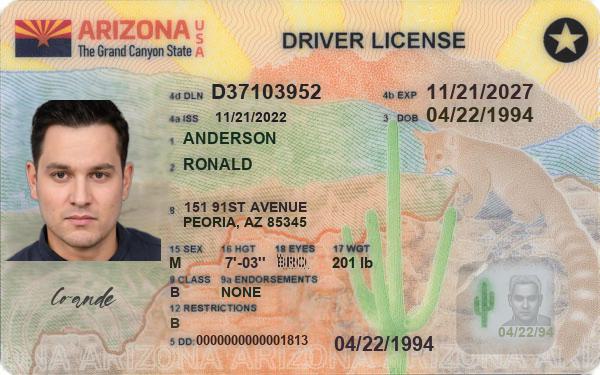 ARIZONA USA
The Grand Canyon State
DRIVER LICENSE
4d DLN D37103952
4b EXP 11/21/2027
4a ISS 11/21/2022
3 DOB 04/22/1994
1 ANDERSON
2 RONALD
8 151 91ST AVENUE
PEORIA, AZ 85345
15 SEX 16 HGT 18 EYES 17 WGT
M 7'-03" BRO 201 lb
9 CLASS 9a ENDORSEMENTS
B NONE
12 RESTRICTIONS
B
5 DD: 0000000000001813
04/22/1994
04/22/94
Grande
ARIZONA ARIZONA ARIZONA